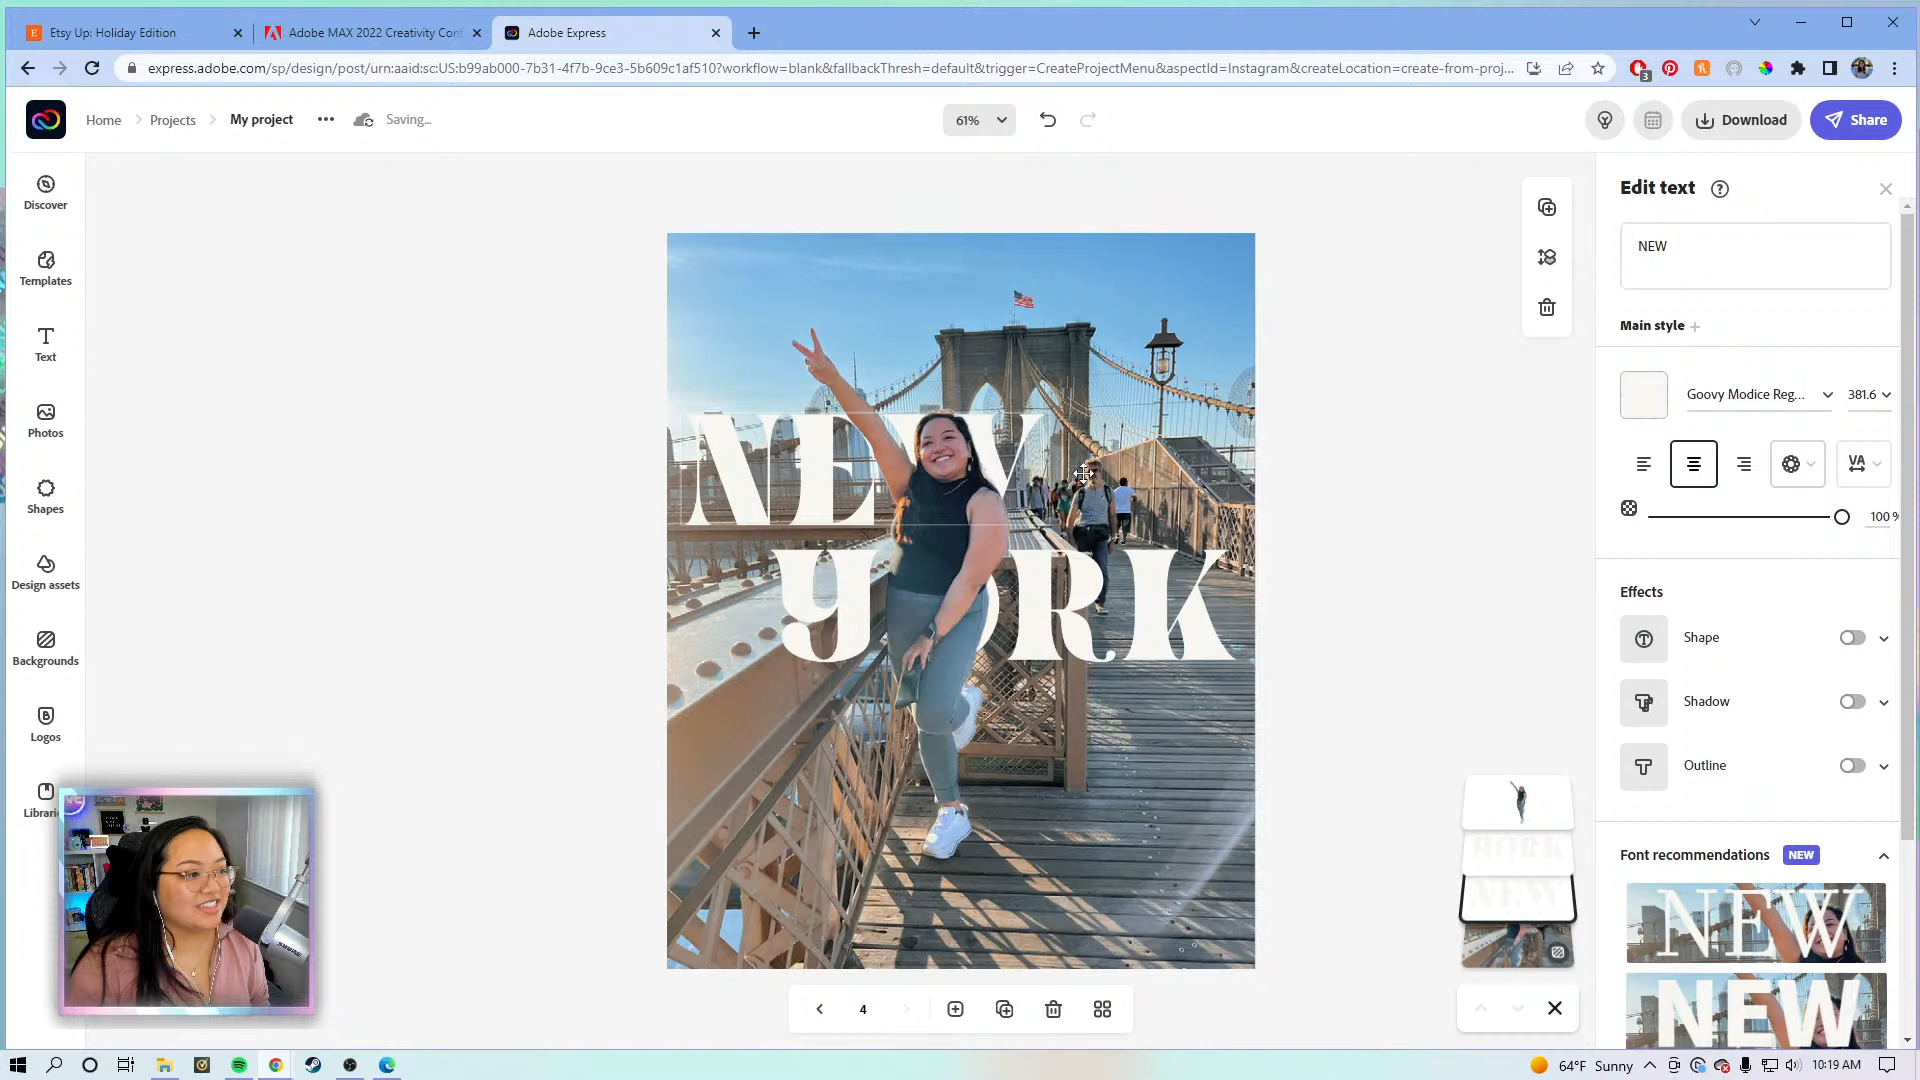 Etsy Up: Holiday Edition
Adobe MAX 2022 Creativity Conf
Adobe Express
express.adobe.com/sp/design/post/urn:aaid:sc:US:b99ab000-7b31-4f7b-9ce3-5b609c1af510?workflow=blank&fallbackThresh=default&trigger=CreateProjectMenu&aspectId=Instagram&createLocation=create-from-proj...
3
Home
Projects
My project
Saving...
61%
Download
Share
Discover
Templates
Text
Photos
Shapes
Design assets
Backgrounds
Logos
Librari
NEW
YORK
4
Edit text
NEW
Main style
Goovy Modice Reg...
381.6
VA
100 %
Effects
Shape
Shadow
Outline
Font recommendations
NEW
NEW
NEW
64°F Sunny
10:19 AM